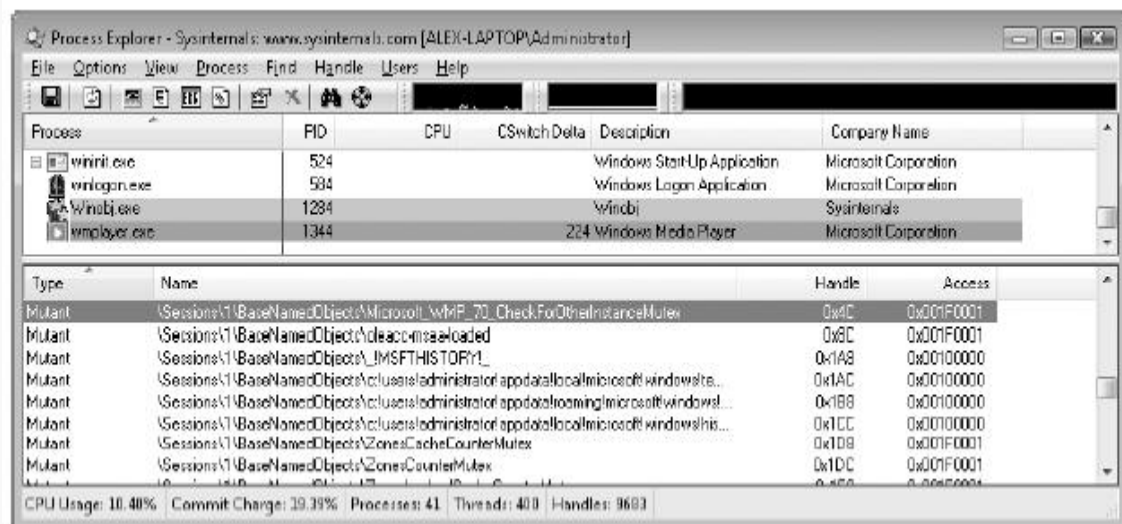 Process Explorer - Sysinternals: www.sysinternals.com [ALEX-LAPTOP\Administrator]
File Options View Process Find Handle Users Help
Process PID CPU CSwitch Delta Description Company Name
wininit.exe 524 Windows Start-Up Application Microsoft Corporation
winlogon.exe 584 Windows Logon Application Microsoft Corporation
Winobj.exe 1284 Winobj Sysinternals
wmplayer.exe 1344 224 Windows Media Player Microsoft Corporation
Type Name Handle Access
Mutant \Sessions\1\BaseNamedObjects\Microsoft_WMP_70_CheckForOtherInstanceMutex 0x4C 0x001F0001
Mutant \Sessions\1\BaseNamedObjects\oleacc-msaa-loaded 0x8C 0x001F0001
Mutant \Sessions\1\BaseNamedObjects\_!MSFTHISTORY!_ 0x1A8 0x00100000
Mutant \Sessions\1\BaseNamedObjects\c:!users!administrator!appdata!local!microsoft!windows!te... 0x1AC 0x00100000
Mutant \Sessions\1\BaseNamedObjects\c:!users!administrator!appdata!roaming!microsoft!windows!... 0x1B8 0x00100000
Mutant \Sessions\1\BaseNamedObjects\c:!users!administrator!appdata!local!microsoft!windows!his... 0x1CC 0x00100000
Mutant \Sessions\1\BaseNamedObjects\ZonesCacheCounterMutex 0x1D8 0x001F0001
Mutant \Sessions\1\BaseNamedObjects\ZonesCounterMutex 0x1DC 0x001F0001
CPU Usage: 10.40% Commit Charge: 39.39% Processes: 41 Threads: 400 Handles: 9683